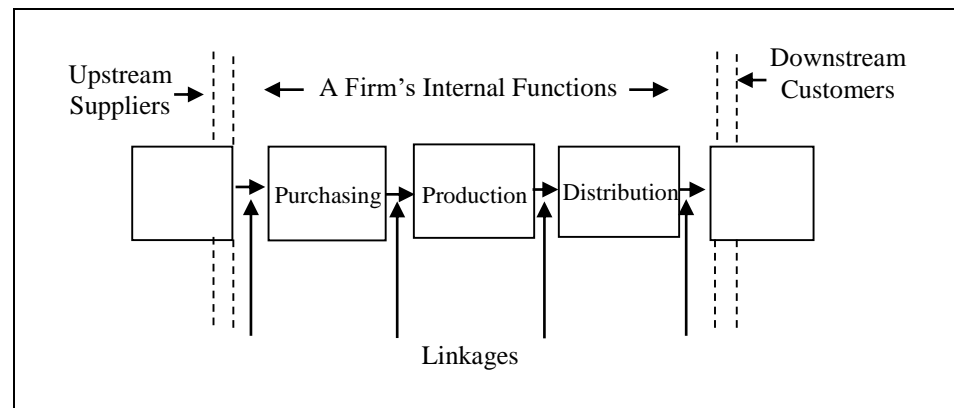 Upstream
Suppliers
A Firm's Internal Functions
Downstream
Customers
Purchasing
Production
Distribution
Linkages